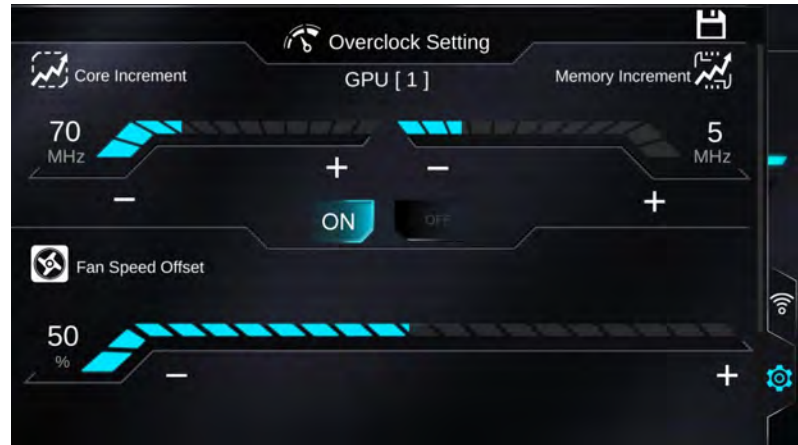 Overclock Setting
Core Increment
GPU [ 1 ]
Memory Increment
70
MHz
5
MHz
+
−
−
+
ON
OFF
Fan Speed Offset
50
%
−
+